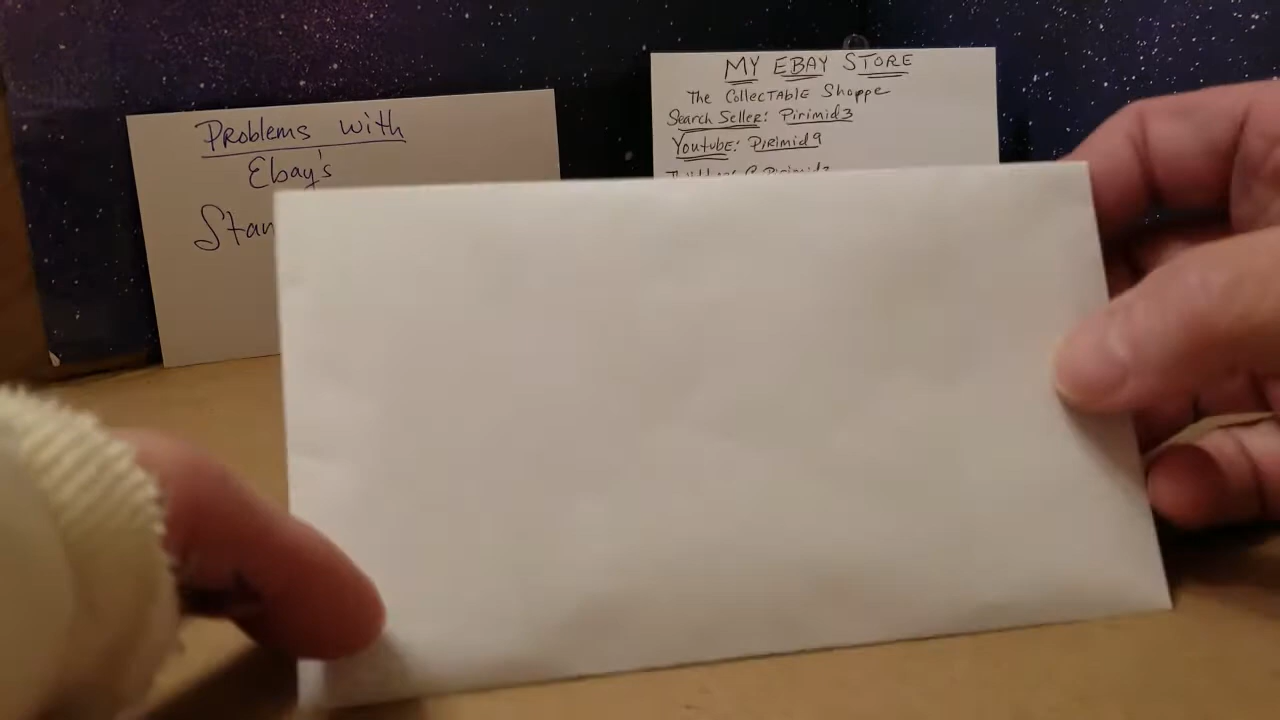 Problems with
Ebay's
Stan
MY EBAY STORE
The CollecTABLE Shoppe
Search Seller: Pirimid3
Youtube: Pirimid9